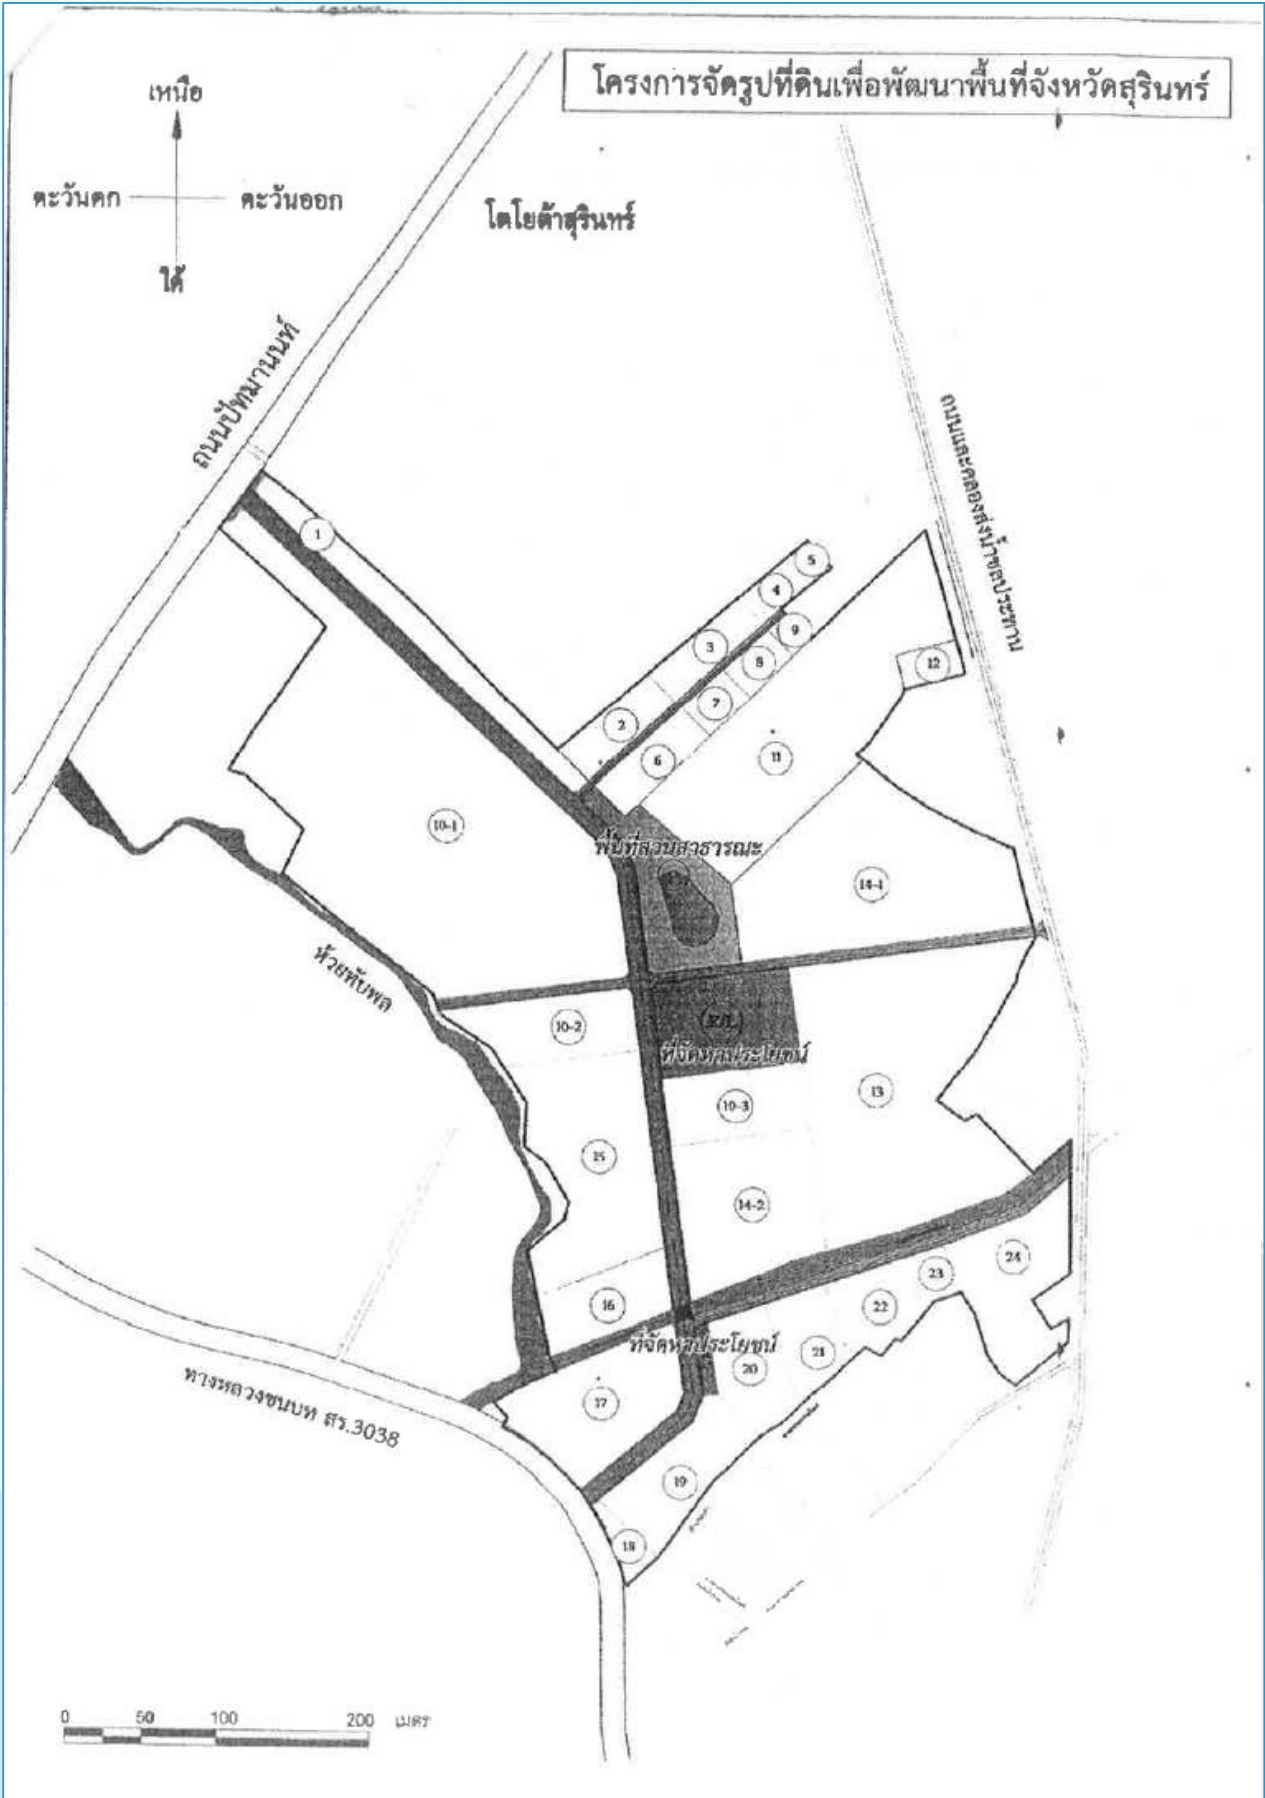 โครงการจัดรูปที่ดินเพื่อพัฒนาพื้นที่จังหวัดสุรินทร์
เหนือ
ตะวันตก
ตะวันออก
ใต้
โตโยต้าสุรินทร์
ถนนปัทมานนท์
ถนนและคลองส่งน้ำชลประทาน
1
5
4
9
3
8
12
7
2
6
11
10-1
พื้นที่สวนสาธารณะ
14-1
ห้วยทับพล
10-2
ที่จัดหาประโยชน์
10-3
13
15
14-2
24
23
16
22
ที่จัดหาประโยชน์
21
20
17
ทางหลวงชนบท สร.3038
19
18
0 50 100 200 เมตร